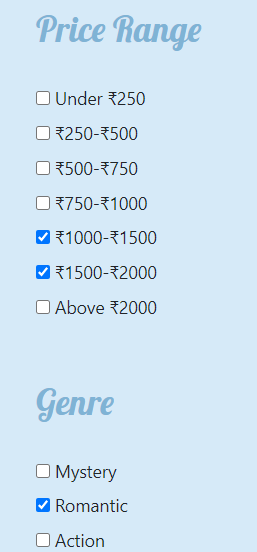 Price Range
Under ₹250
₹250-₹500
₹500-₹750
₹750-₹1000
₹1000-₹1500
₹1500-₹2000
Above ₹2000
Genre
Mystery
Romantic
Action